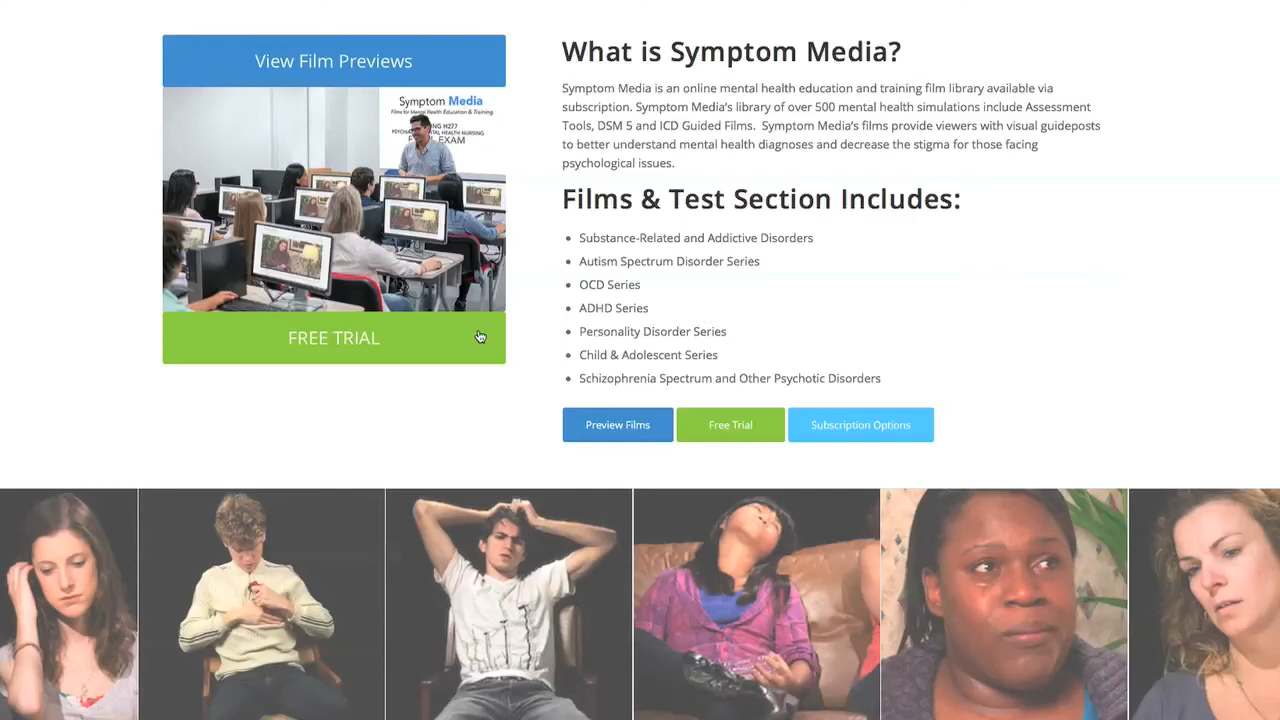 View Film Previews
Symptom Media
Films for Mental Health Education & Training
FREE TRIAL
What is Symptom Media?
Symptom Media is an online mental health education and training film library available via
subscription. Symptom Media's library of over 500 mental health simulations include Assessment
Tools, DSM 5 and ICD Guided Films.  Symptom Media's films provide viewers with visual guideposts
to better understand mental health diagnoses and decrease the stigma for those facing
psychological issues.
Films & Test Section Includes:
Substance-Related and Addictive Disorders
Autism Spectrum Disorder Series
OCD Series
ADHD Series
Personality Disorder Series
Child & Adolescent Series
Schizophrenia Spectrum and Other Psychotic Disorders
Preview Films
Free Trial
Subscription Options